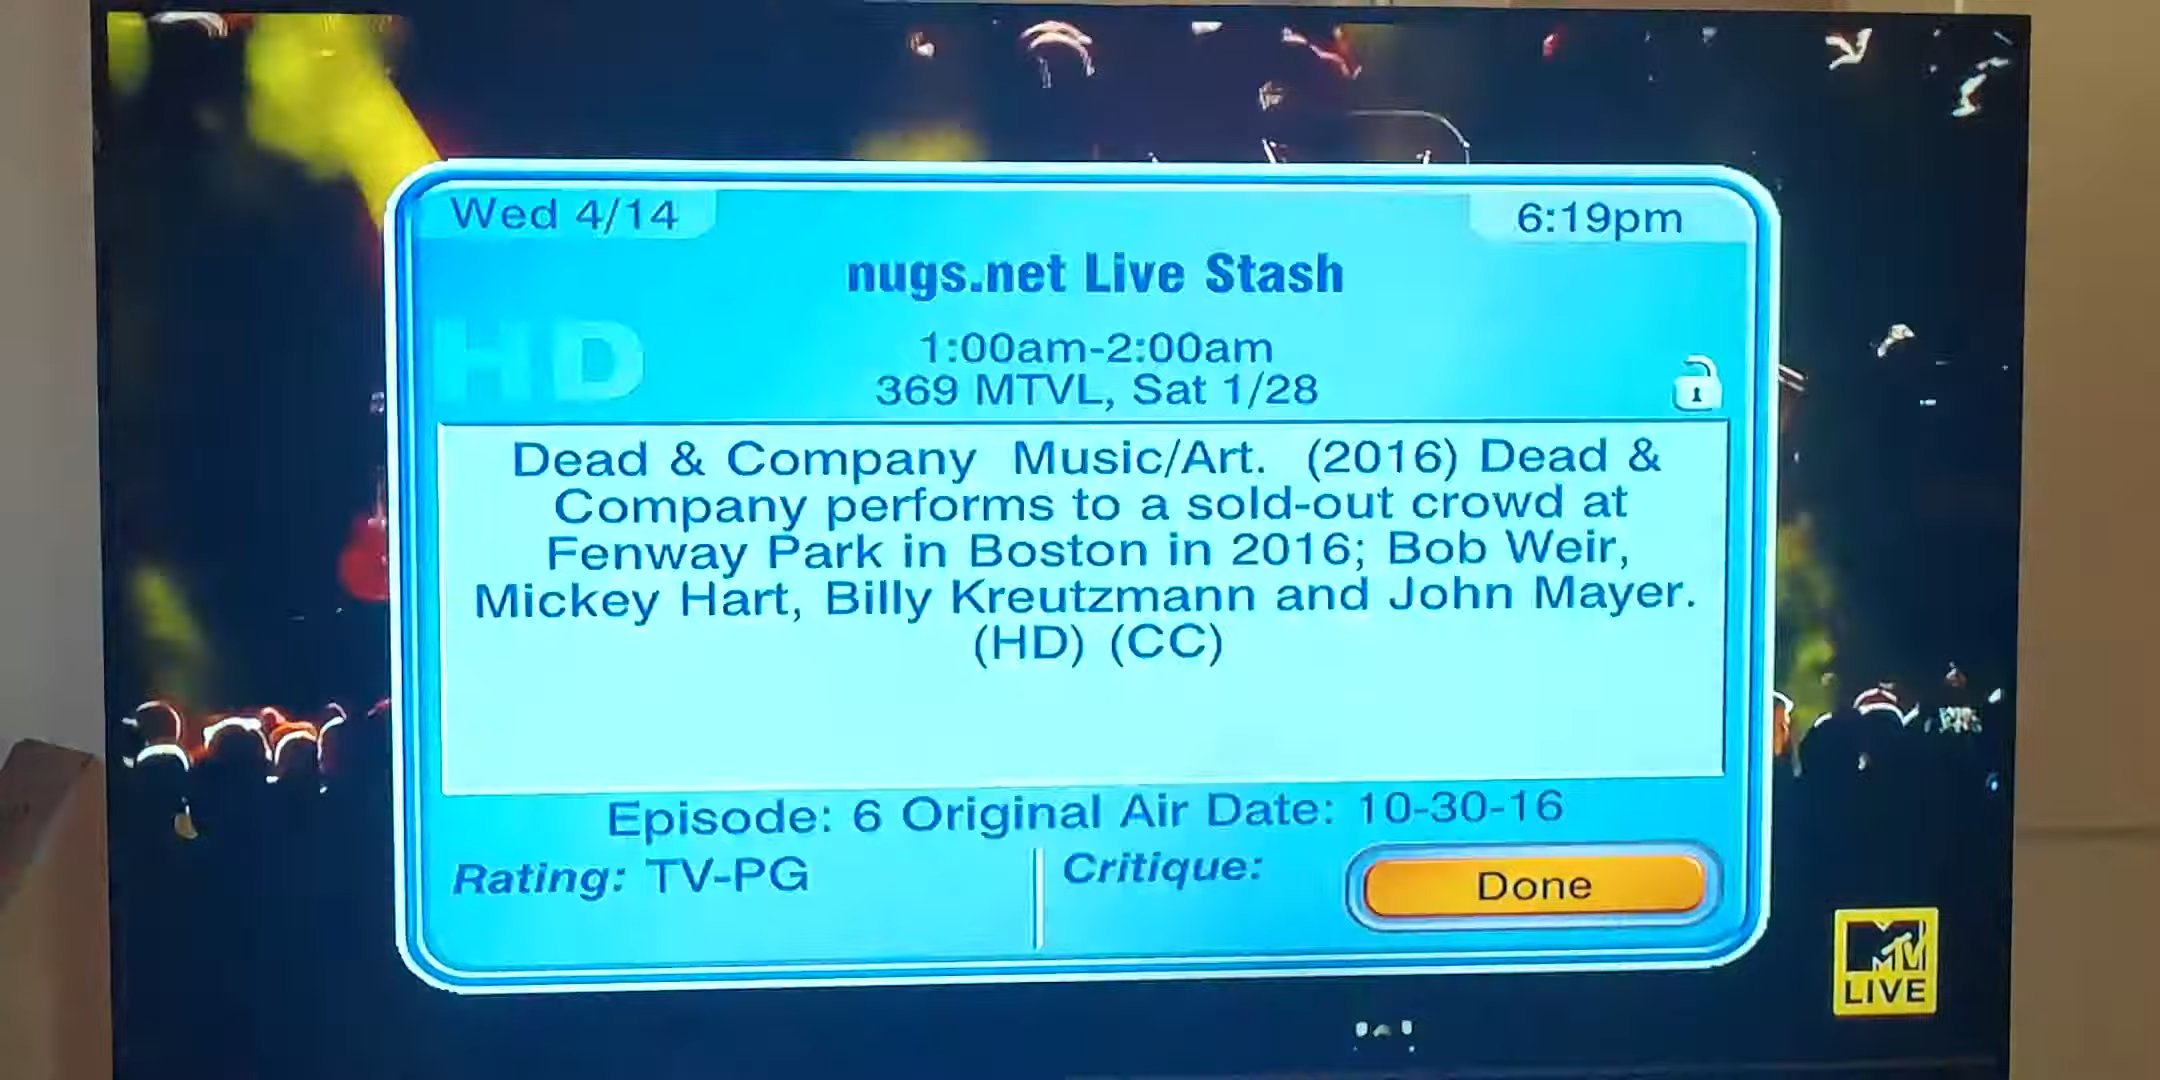 Wed 4/14
6:19pm
nugs.net Live Stash
HD
1:00am-2:00am
369 MTVL, Sat 1/28
Dead & Company Music/Art. (2016) Dead &
Company performs to a sold-out crowd at
Fenway Park in Boston in 2016; Bob Weir,
Mickey Hart, Billy Kreutzmann and John Mayer.
(HD) (CC)
Episode: 6 Original Air Date: 10-30-16
Rating: TV-PG
Critique:
Done
MTV
LIVE